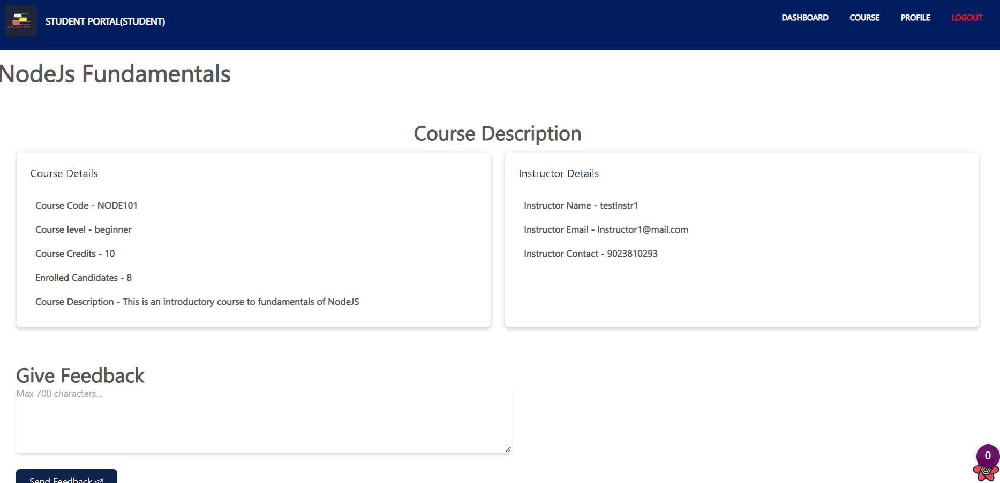 STUDENT PORTAL
STUDENT PORTAL(STUDENT)
DASHBOARD COURSE PROFILE LOGOUT
NodeJs Fundamentals
Course Description
Course Details
Course Code - NODE101
Course level - beginner
Course Credits - 10
Enrolled Candidates - 8
Course Description - This is an introductory course to fundamentals of NodeJS
Instructor Details
Instructor Name - testInstr1
Instructor Email - Instructor1@mail.com
Instructor Contact - 9023810293
Give Feedback
Max 700 characters...
Send Feedback
0